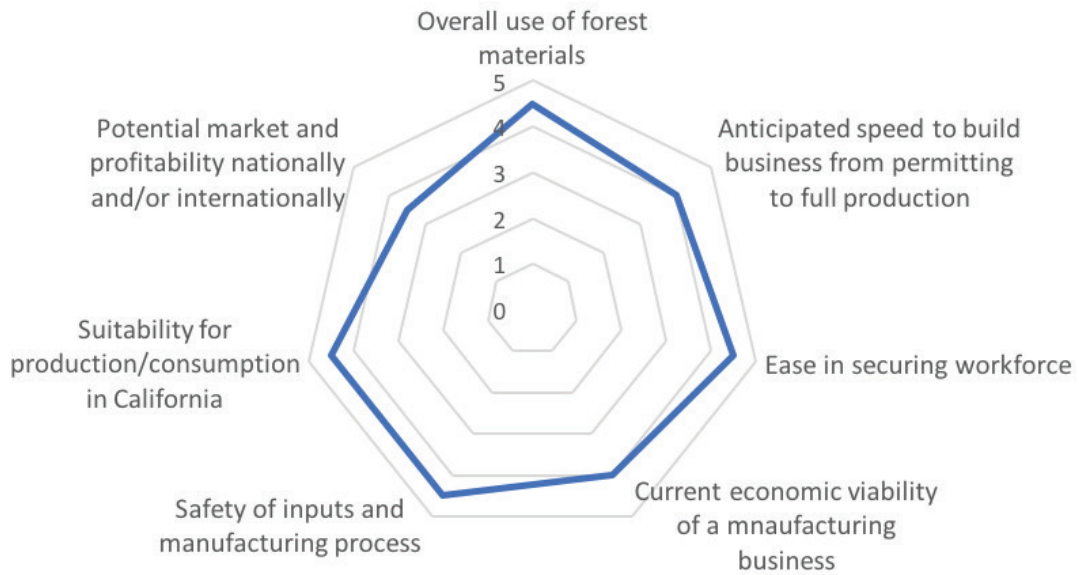 Overall use of forest
materials
5
4
3
2
1
0
Anticipated speed to build
business from permitting
to full production
Ease in securing workforce
Current economic viability
of a mnaufacturing
business
Safety of inputs and
manufacturing process
Suitability for
production/consumption
in California
Potential market and
profitability nationally
and/or internationally